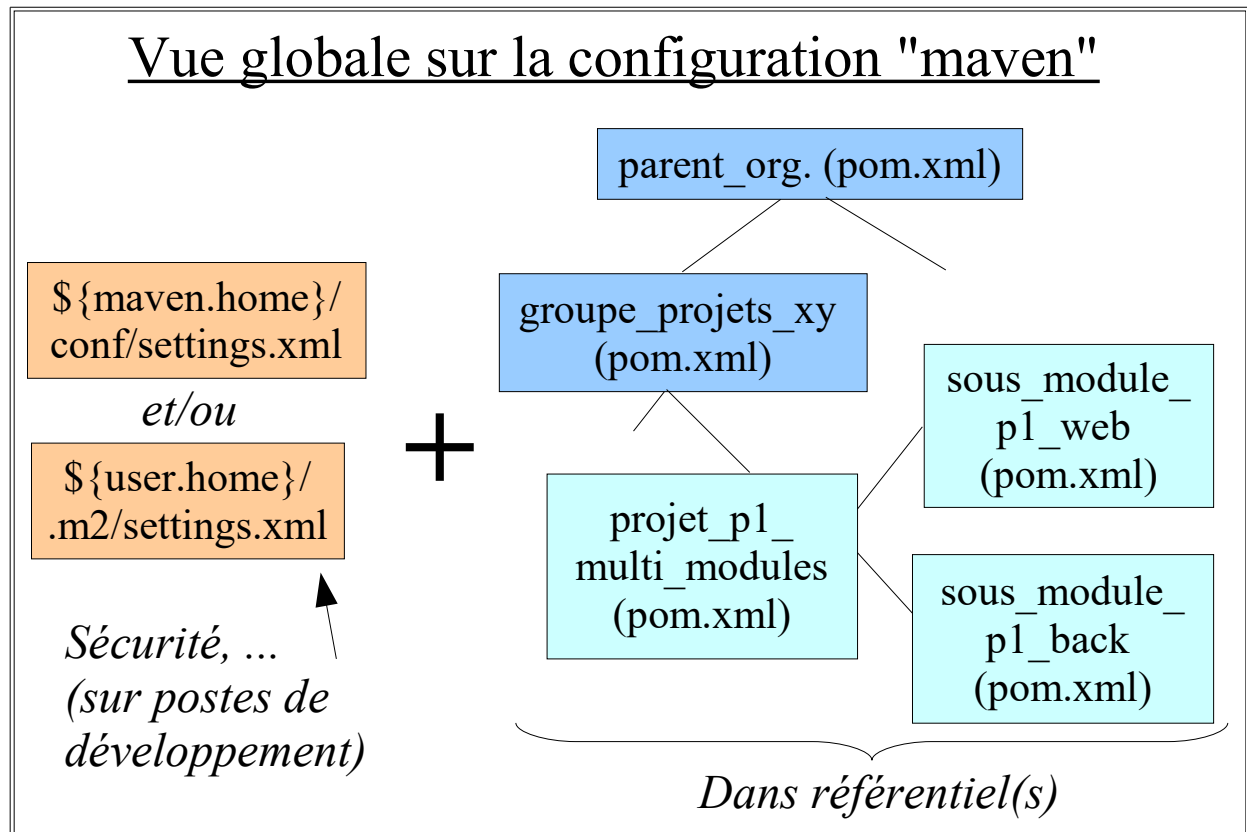 Vue globale sur la configuration "maven"
parent_org. (pom.xml)
${maven.home}/
conf/settings.xml
et/ou
${user.home}/
.m2/settings.xml
Sécurité, ...
(sur postes de
développement)
+
groupe_projets_xy
(pom.xml)
projet_p1_
multi_modules
(pom.xml)
sous_module_
p1_web
(pom.xml)
sous_module_
p1_back
(pom.xml)
Dans référentiel(s)